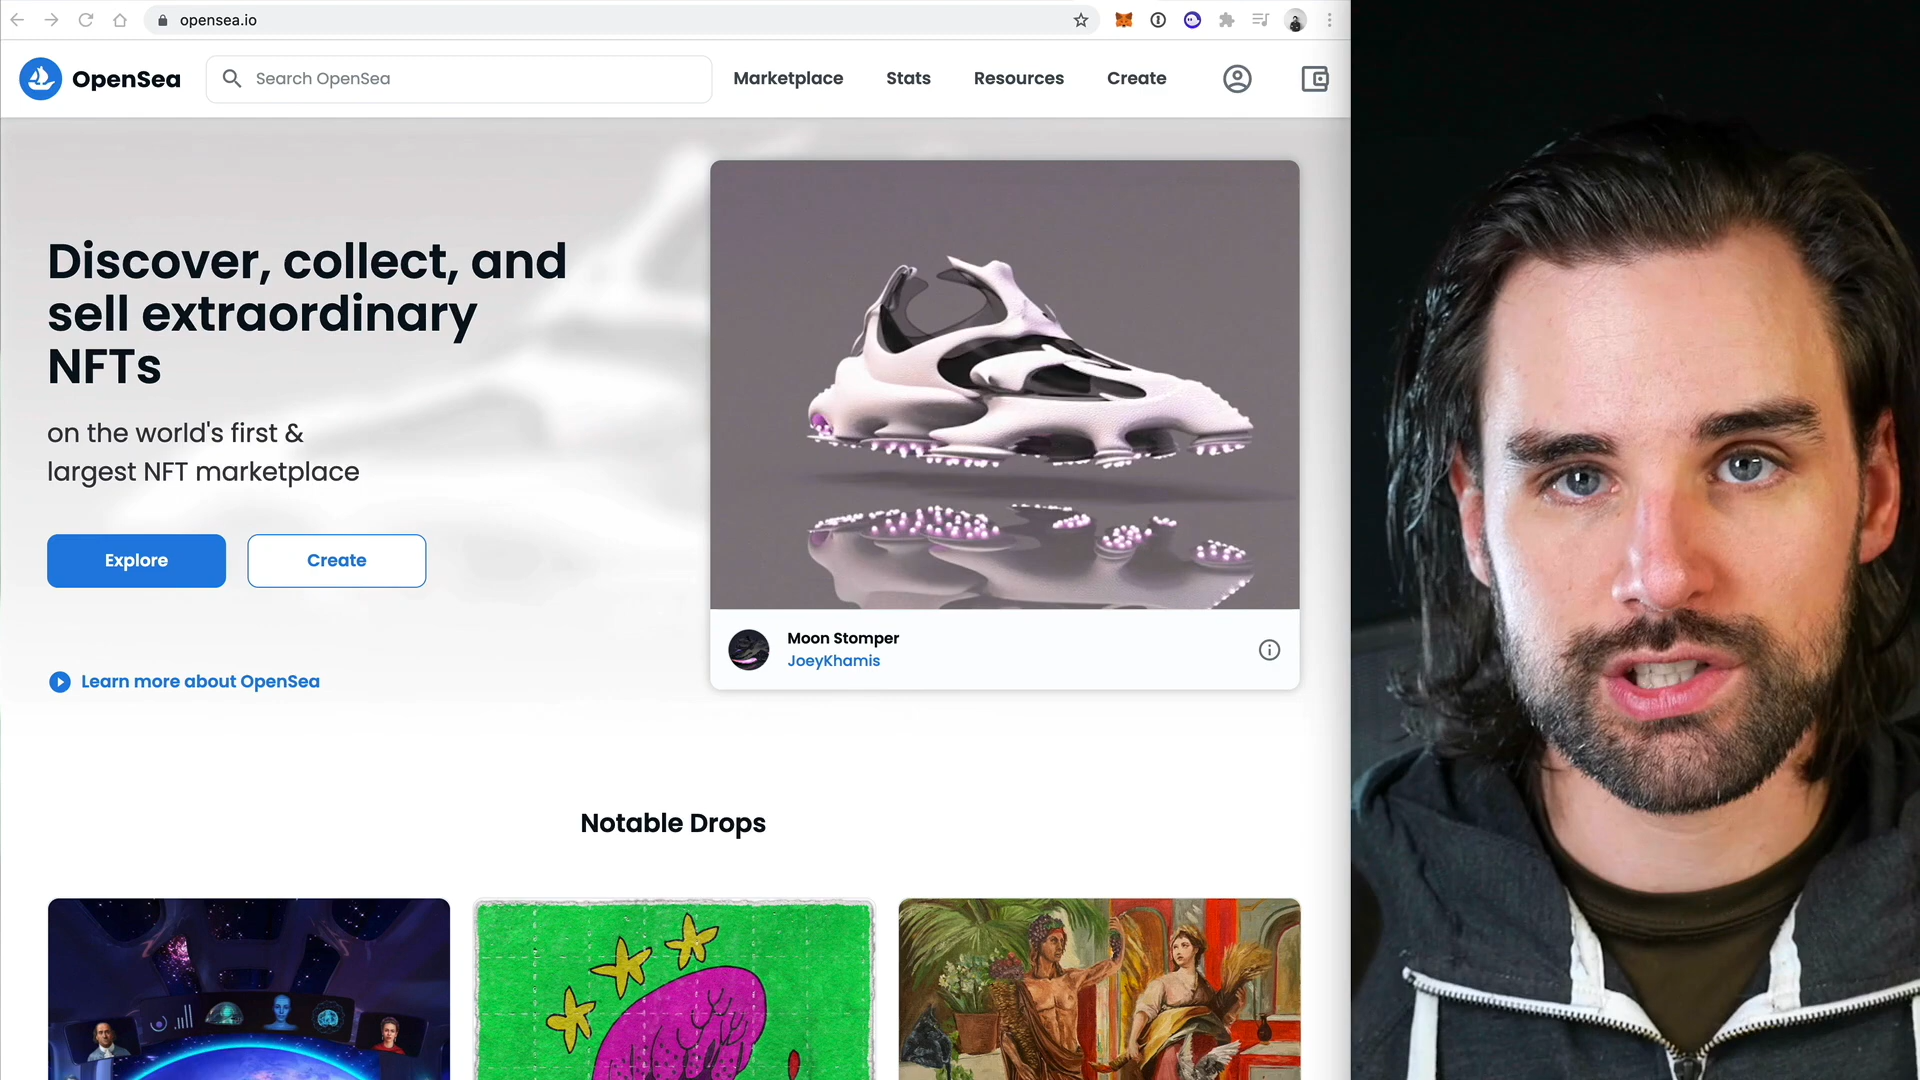 opensea.io
OpenSea
Search OpenSea
Marketplace
Stats
Resources
Create
Discover, collect, and
sell extraordinary
NFTs
on the world's first &
largest NFT marketplace
Explore
Create
Learn more about OpenSea
Moon Stomper
JoeyKhamis
Notable Drops